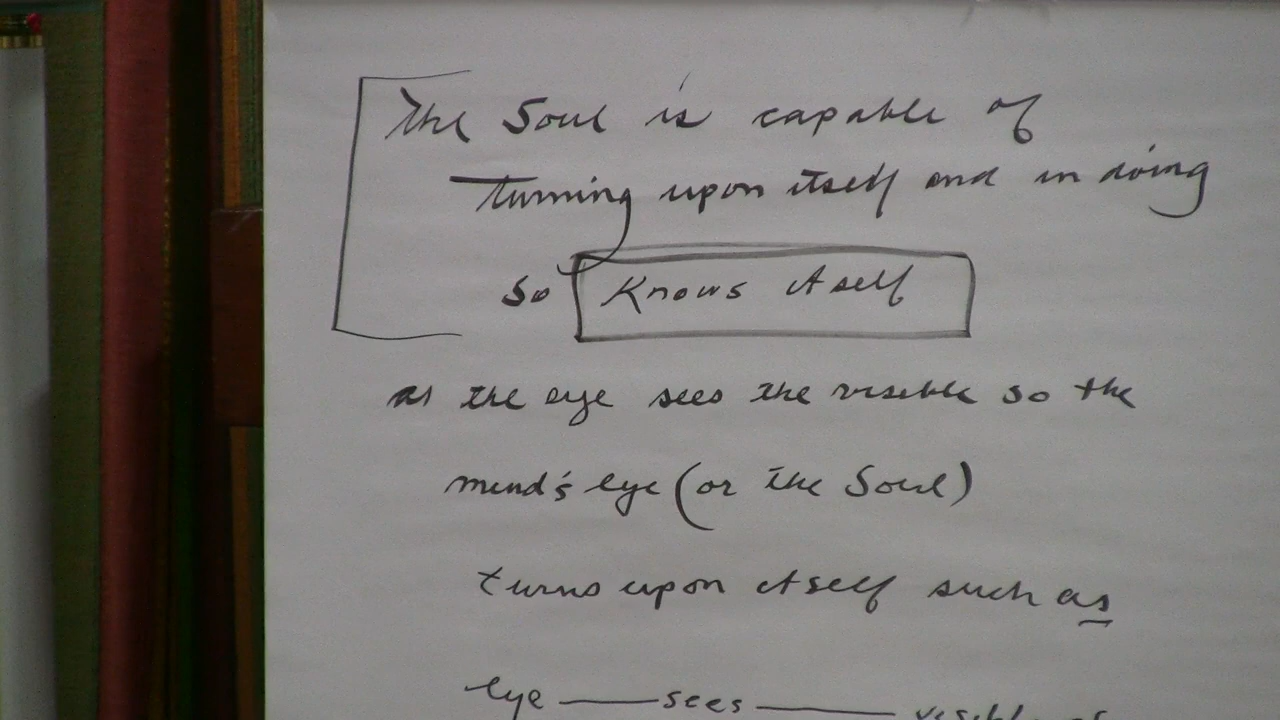 The Soul is capable of
turning upon itself and in doing
so Knows itself
as the eye sees the visible so the
mind's eye (or the Soul)
turns upon itself such as
eye — sees —